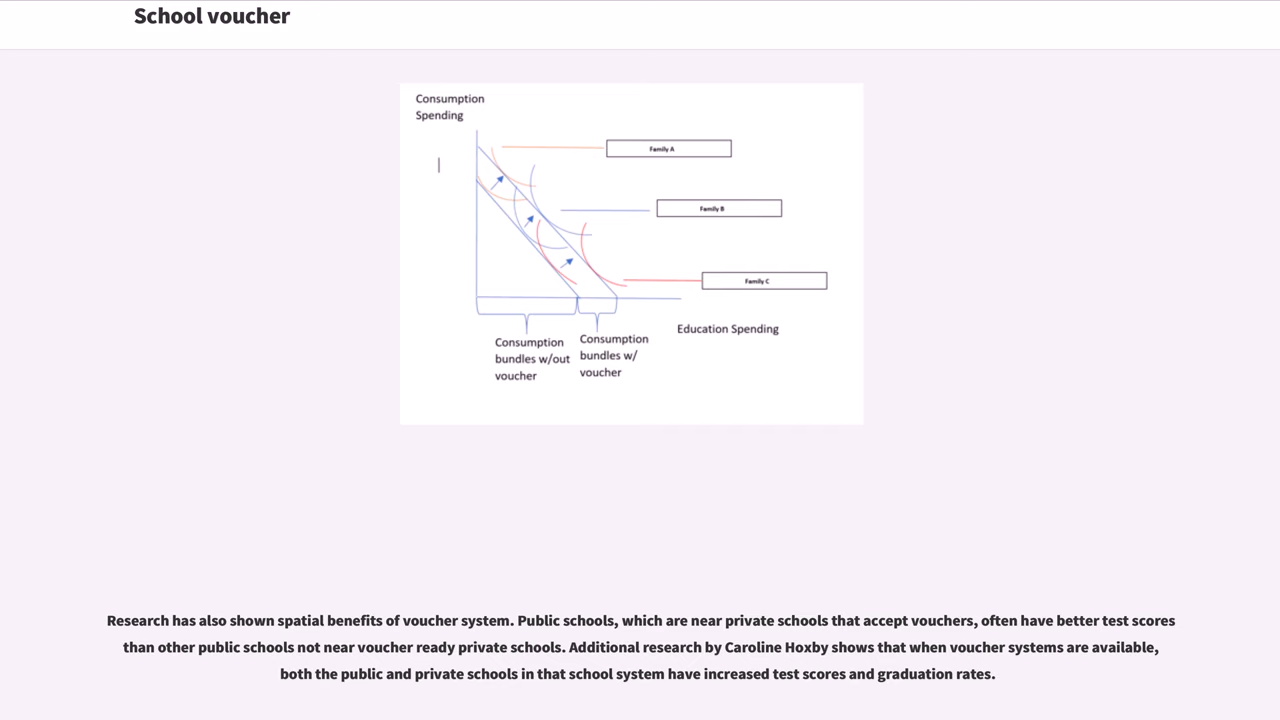 School voucher
Consumption
Spending
Family A
Family B
Family C
Education Spending
Consumption
bundles w/out
voucher
Consumption
bundles w/
voucher
Research has also shown spatial benefits of voucher system. Public schools, which are near private schools that accept vouchers, often have better test scores
than other public schools not near voucher ready private schools. Additional research by Caroline Hoxby shows that when voucher systems are available,
both the public and private schools in that school system have increased test scores and graduation rates.